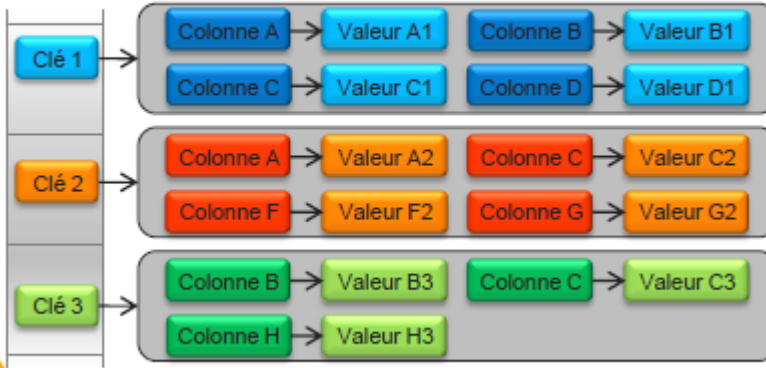 Colonne A Valeur A1 Colonne B Valeur B1
Clé 1
Colonne C Valeur C1 Colonne D Valeur D1
Colonne A Valeur A2 Colonne C Valeur C2
Clé 2
Colonne F Valeur F2 Colonne G Valeur G2
Colonne B Valeur B3 Colonne C Valeur C3
Clé 3
Colonne H Valeur H3